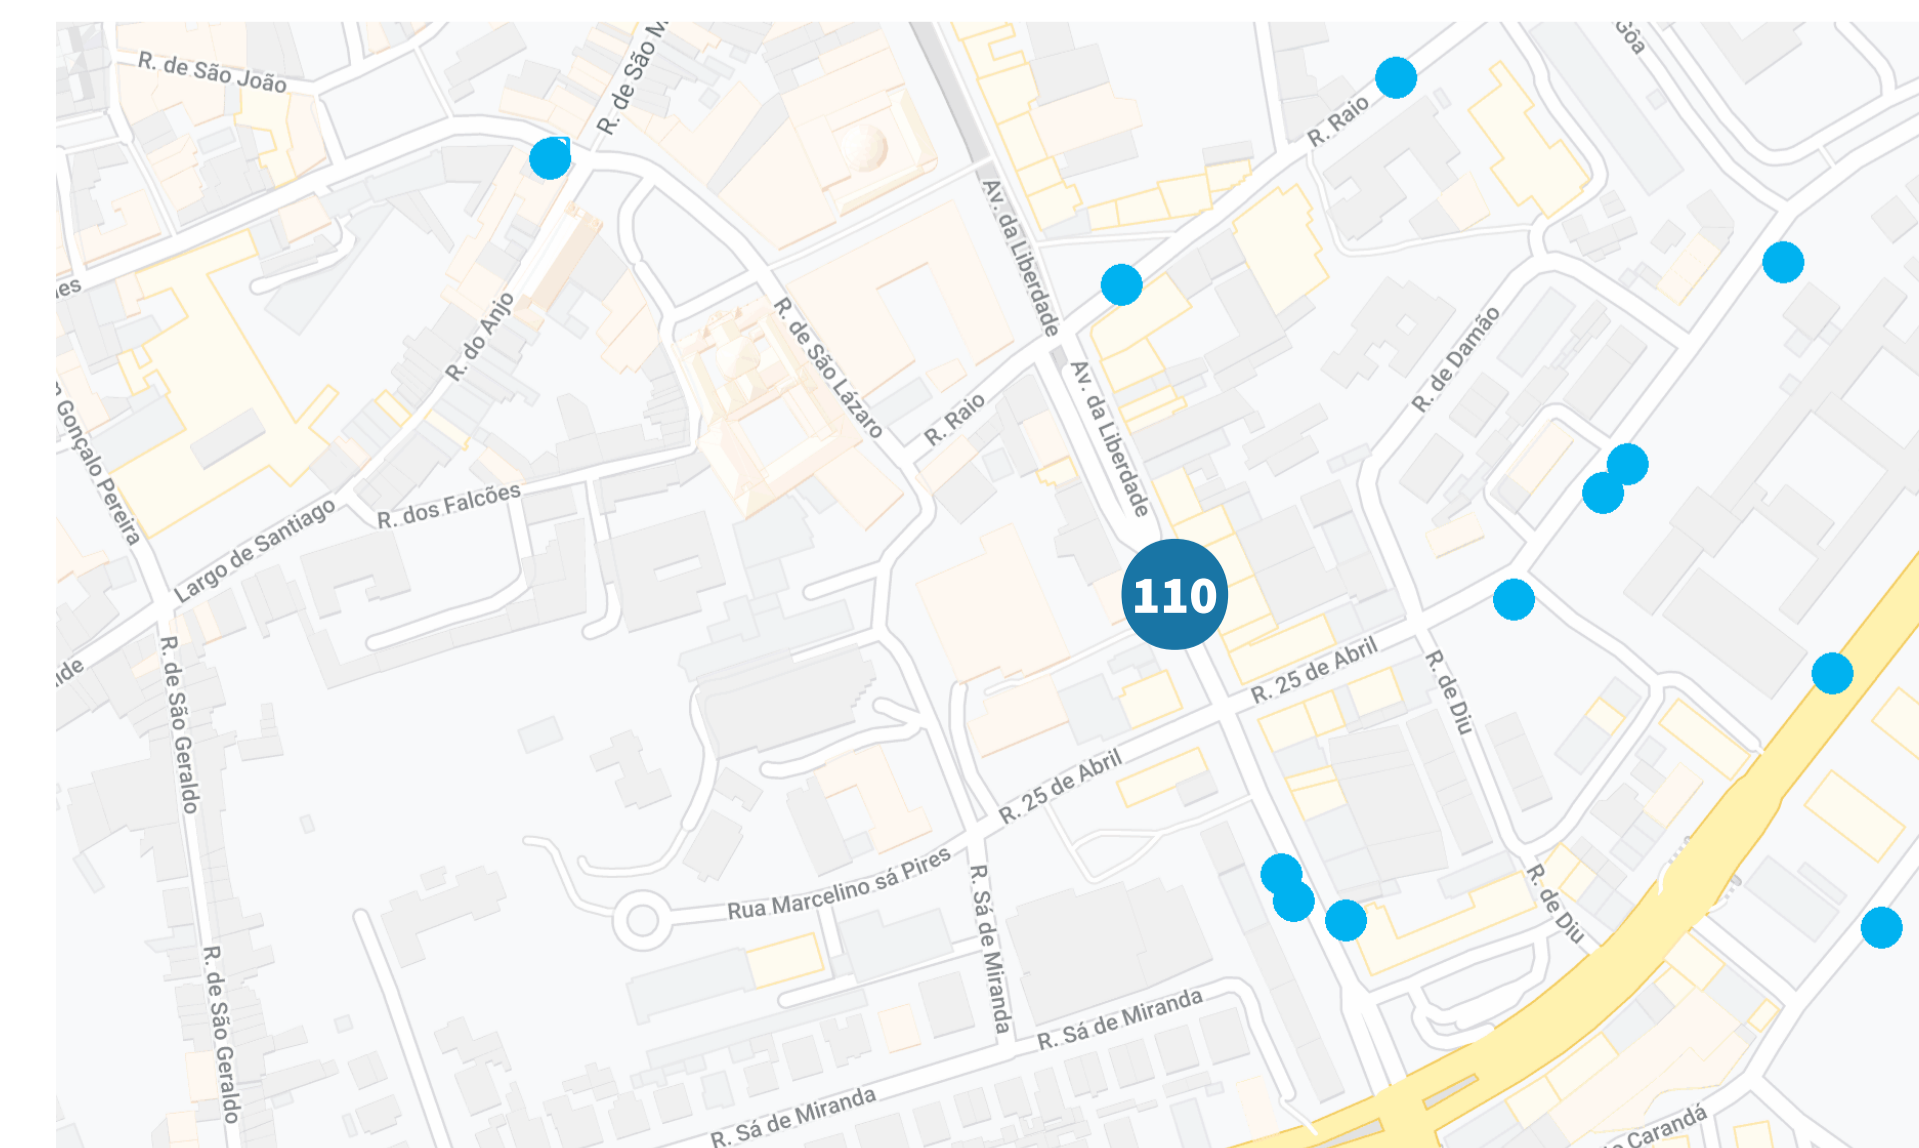 R. de São João
R. de São M
Gôa
R. Raio
Av. da Liberdade
R. do Anjo
R. de São Lázaro
R. de Damão
Av. da Liberdade
R. Raio
Gonçalo Pereira
R. dos Falcões
Largo de Santiago
110
R. 25 de Abril
R. de São Geraldo
R. de Diu
R. 25 de Abril
Rua Marcelino sá Pires
R. Sá de Miranda
R. de Diu
R. de São Geraldo
R. Sá de Miranda
R. Sá de Miranda
Carandá